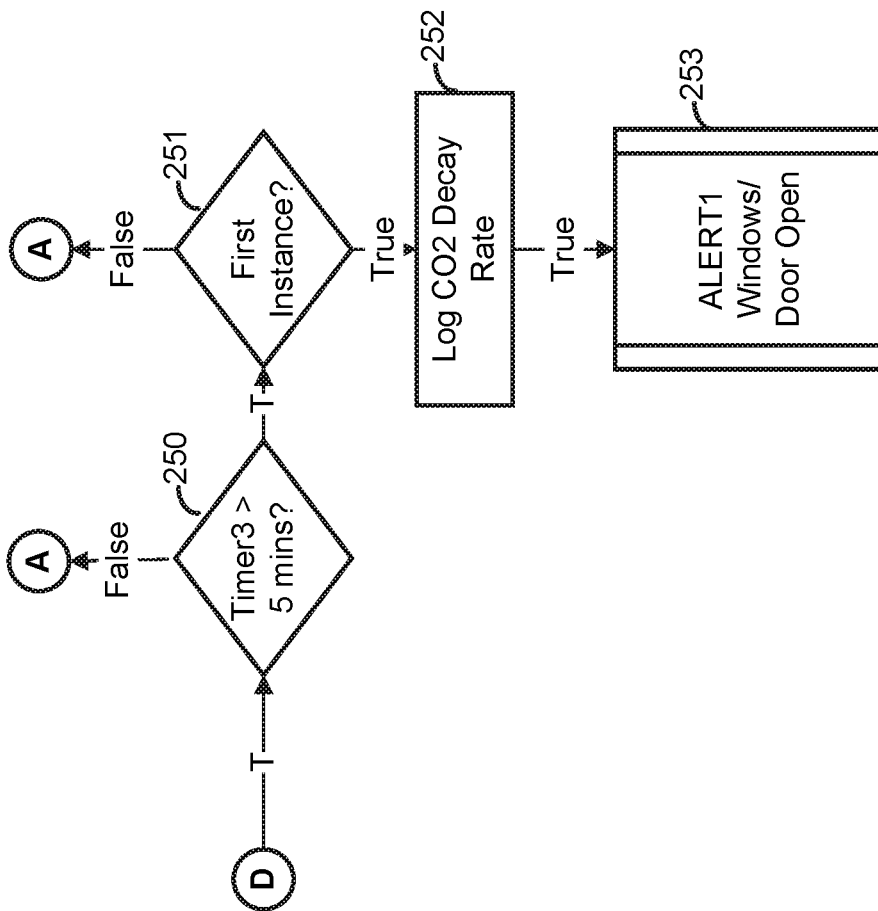 D
T
A
False
250
Timer3 >
5 mins?
T
A
False
251
First
Instance?
True
252
Log CO2 Decay
Rate
True
253
ALERT1
Windows/
Door Open